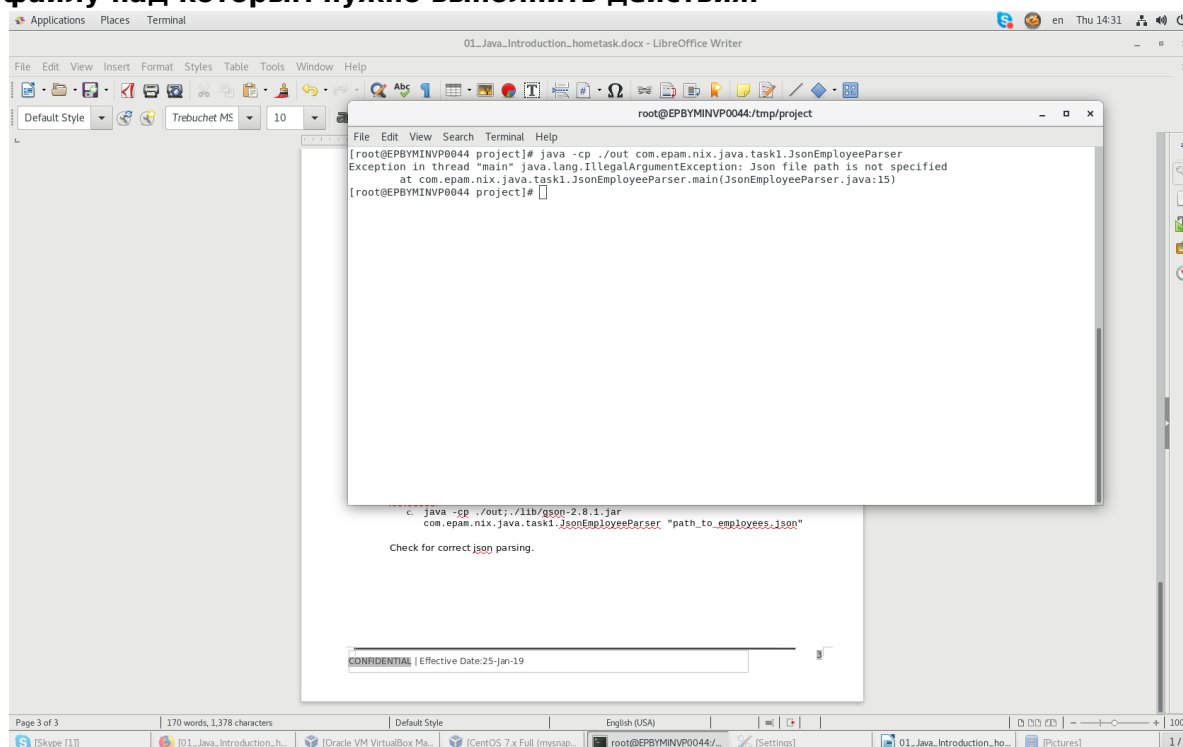 файлу над которым нужно выполнить действия.
Applications Places Terminal
en Thu 14:31
01_Java_Introduction_hometask.docx - LibreOffice Writer
File Edit View Insert Format Styles Table Tools Window Help
Default Style Trebuchet MS 10
root@EPBYMINVP0044:/tmp/project
File Edit View Search Terminal Help
[root@EPBYMINVP0044 project]# java -cp ./out com.epam.nix.java.task1.JsonEmployeeParser
Exception in thread "main" java.lang.IllegalArgumentException: Json file path is not specified
at com.epam.nix.java.task1.JsonEmployeeParser.main(JsonEmployeeParser.java:15)
[root@EPBYMINVP0044 project]#
c. java -cp ./out;./lib/gson-2.8.1.jar
com.epam.nix.java.task1.JsonEmployeeParser "path_to_employees.json"
Check for correct json parsing.
CONFIDENTIAL | Effective Date:25-Jan-19
3
Page 3 of 3 170 words, 1,378 characters Default Style English (USA) 100
[Skype [1]] [01_Java_Introduction_h... [Oracle VM VirtualBox Ma... [CentOS 7.x Full (mysnap... root@EPBYMINVP0044:/... [Settings] 01_Java_Introduction_ho... [Pictures] 1/